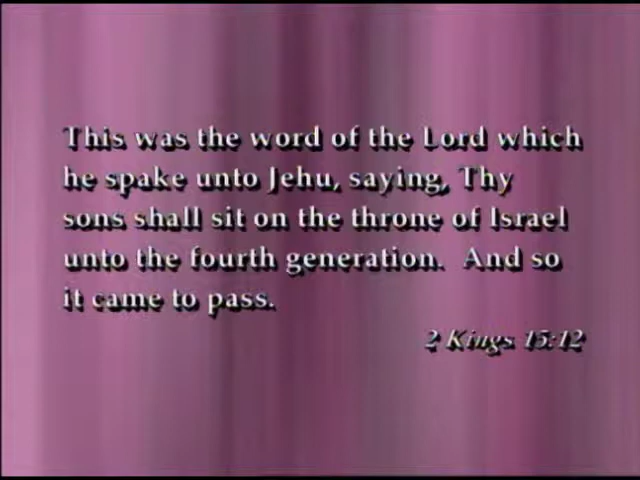 This was the word of the Lord which
he spake unto Jehu, saying, Thy
sons shall sit on the throne of Israel
unto the fourth generation.  And so
it came to pass.
2 Kings 15:12